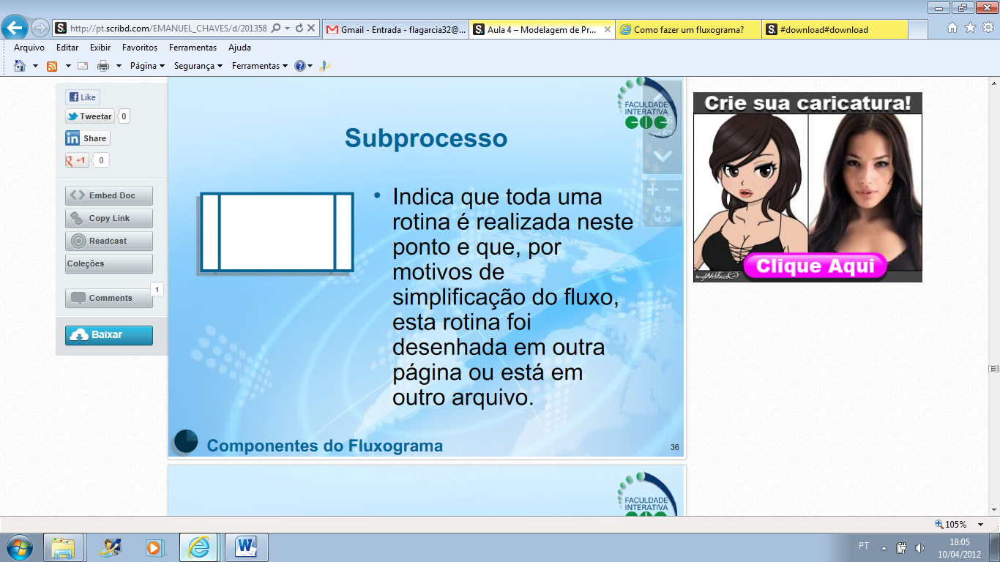 http://pt.scribd.com/EMANUEL_CHAVES/d/201358
Gmail - Entrada - flagarcia32@...
Aula 4 – Modelagem de Pr...
Como fazer um fluxograma?
#download#download
Arquivo Editar Exibir Favoritos Ferramentas Ajuda
Página Segurança Ferramentas
Like
Tweetar 0
Share
+1 0
Embed Doc
Copy Link
Readcast
Coleções
Comments 1
Baixar
FACULDADE
INTERATIVA
COC
Subprocesso
• Indica que toda uma
rotina é realizada neste
ponto e que, por
motivos de
simplificação do fluxo,
esta rotina foi
desenhada em outra
página ou está em
outro arquivo.
Componentes do Fluxograma
36
FACULDADE
INTERATIVA
Crie sua caricatura!
Clique Aqui
myWebface
105%
PT
18:05
10/04/2012